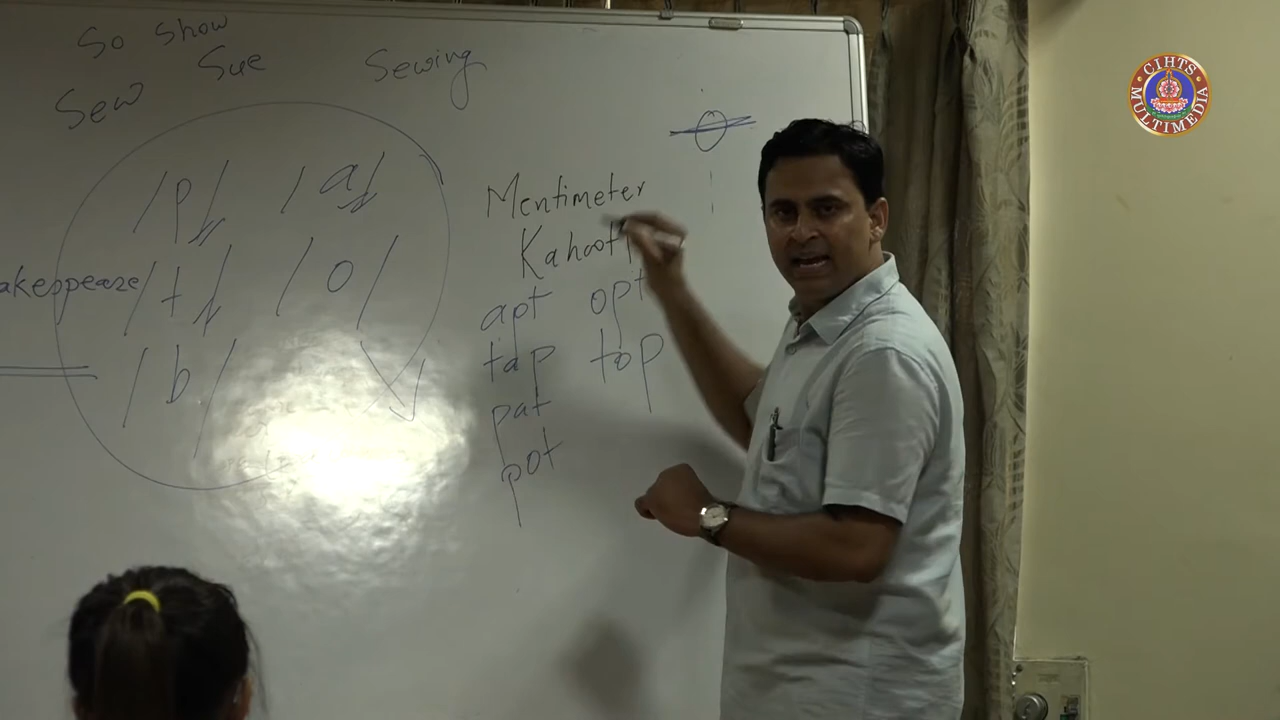 So show
Sue
Sewing
Sew
/p/ /a/
/t/ /o/
/b/
akespeare
Mentimeter
Kahoot
apt opt
tap top
pat
pot
CIHTS
MULTIMEDIA